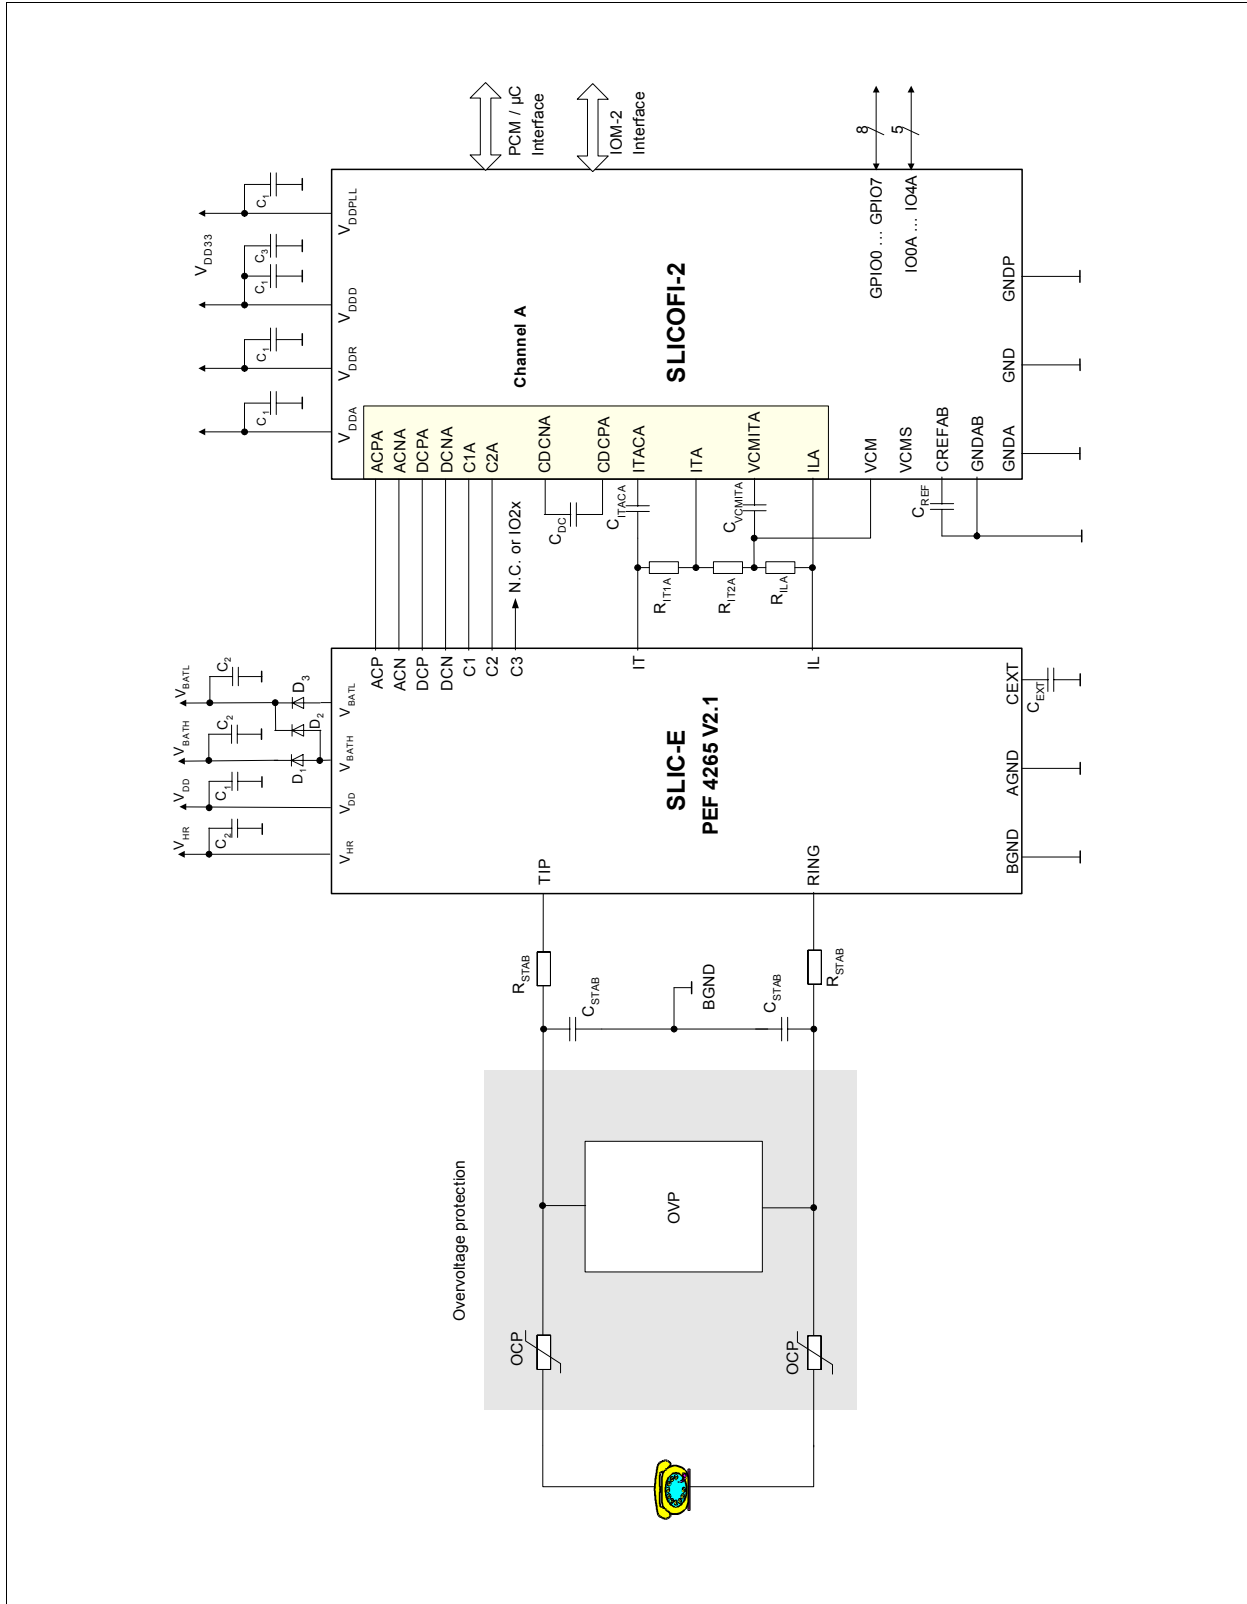 PCM / µC
Interface
IOM-2
Interface
8
5
C1
C1
C3
C1
C1
VDD33
VDDPLL
VDDD
VDDR
VDDA
GPIO0 ... GPIO7
IO0A ... IO4A
SLICOFI-2
Channel A
ACPA
ACNA
DCPA
DCNA
C1A
C2A
CDCNA
CDCPA
ITACA
ITA
VCMITA
ILA
VCM
VCMS
CREFAB
GNDAB
GNDA
GND
GNDP
CDC
CITACA
CVCMITA
CREF
RIT1A
RIT2A
RILA
N.C. or IO2x
VBATL
VBATH
VDD
VHR
C2
C2
C1
C2
D3
D2
D1
VBATL
VBATH
VDD
VHR
ACP
ACN
DCP
DCN
C1
C2
C3
IT
IL
CEXT
CEXT
AGND
BGND
SLIC-E
PEF 4265 V2.1
TIP
RING
RSTAB
RSTAB
CSTAB
CSTAB
BGND
Overvoltage protection
OVP
OCP
OCP